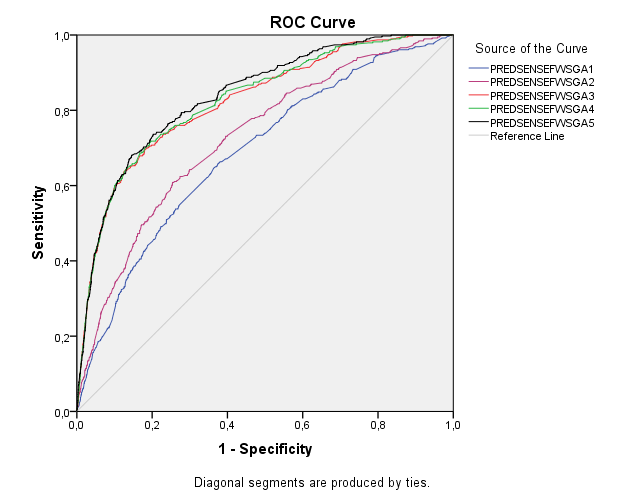 ROC Curve
Source of the Curve
PREDSENSEFWSGA1
PREDSENSEFWSGA2
PREDSENSEFWSGA3
PREDSENSEFWSGA4
PREDSENSEFWSGA5
Reference Line
Sensitivity
1,0
0,8
0,6
0,4
0,2
0,0
0,0 0,2 0,4 0,6 0,8 1,0
1 - Specificity
Diagonal segments are produced by ties.